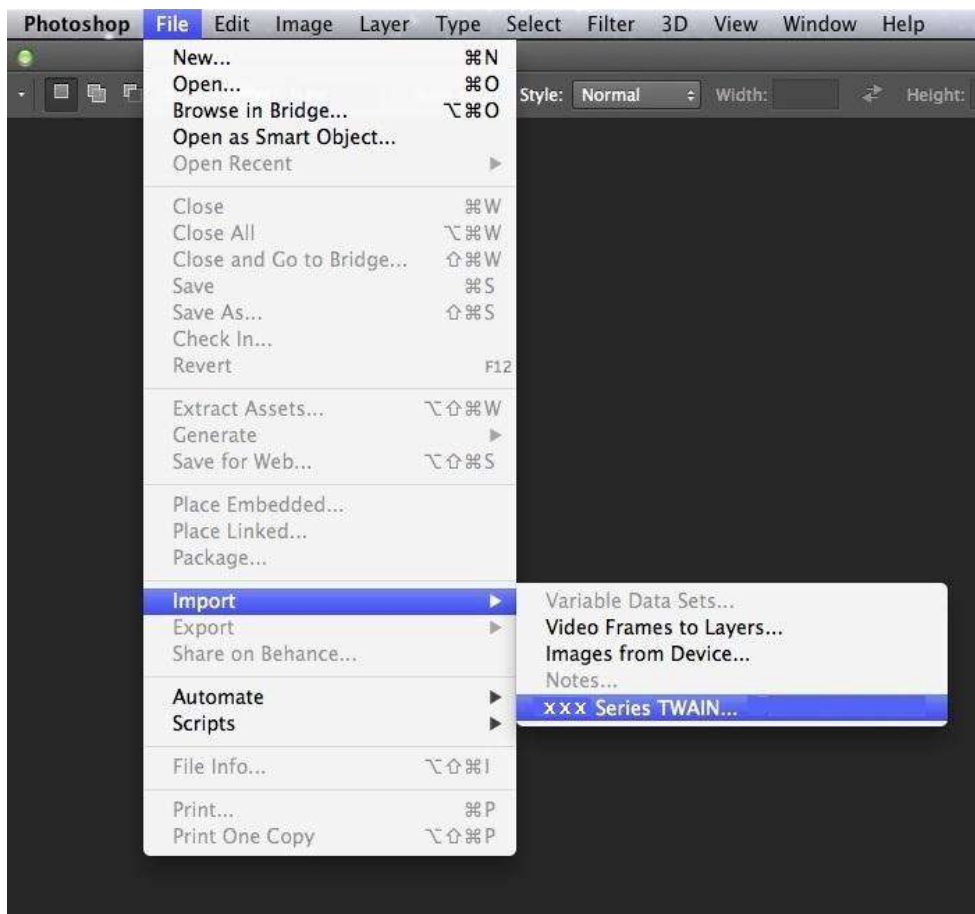 Photoshop File Edit Image Layer Type Select Filter 3D View Window Help
Style: Normal Width: Height:
New... ⌘N
Open... ⌘O
Browse in Bridge... ⌥⌘O
Open as Smart Object...
Open Recent
Close ⌘W
Close All ⌥⌘W
Close and Go to Bridge... ⇧⌘W
Save ⌘S
Save As... ⇧⌘S
Check In...
Revert F12
Extract Assets... ⌥⇧⌘W
Generate
Save for Web... ⌥⇧⌘S
Place Embedded...
Place Linked...
Package...
Import
Export
Share on Behance...
Automate
Scripts
File Info... ⌥⇧⌘I
Print... ⌘P
Print One Copy ⌥⇧⌘P
Variable Data Sets...
Video Frames to Layers...
Images from Device...
Notes...
xxx Series TWAIN...